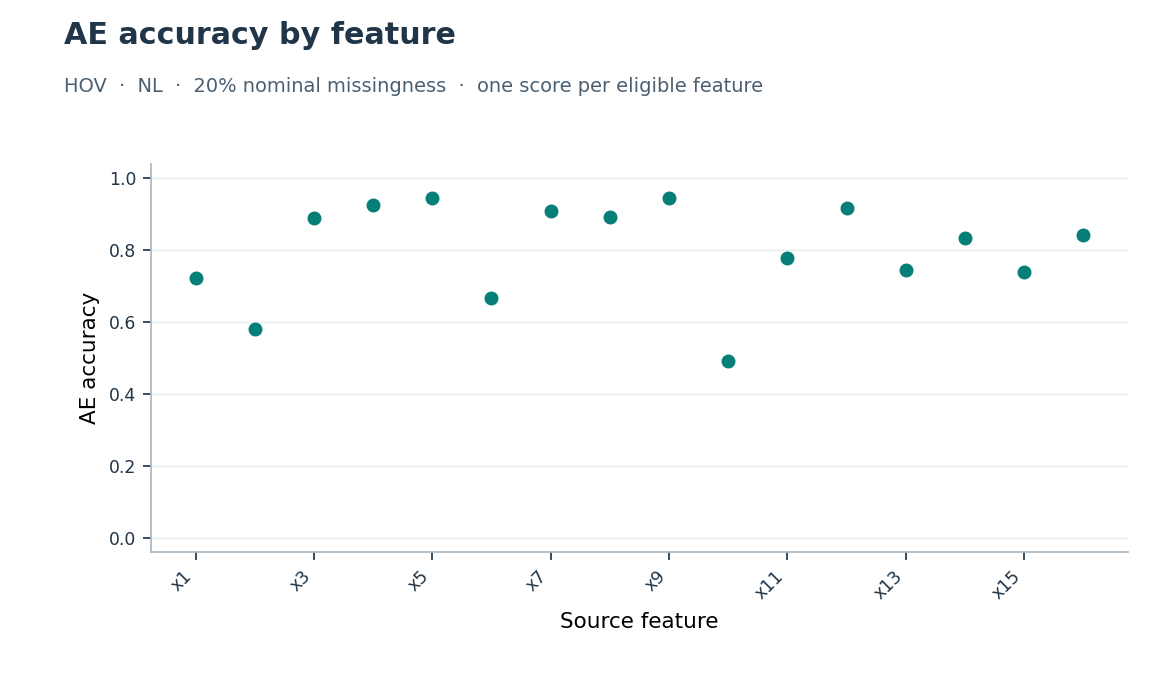 AE accuracy by feature
HOV · NL · 20% nominal missingness · one score per eligible feature
AE accuracy
1.0
0.8
0.6
0.4
0.2
0.0
x1 x3 x5 x7 x9 x11 x13 x15
Source feature